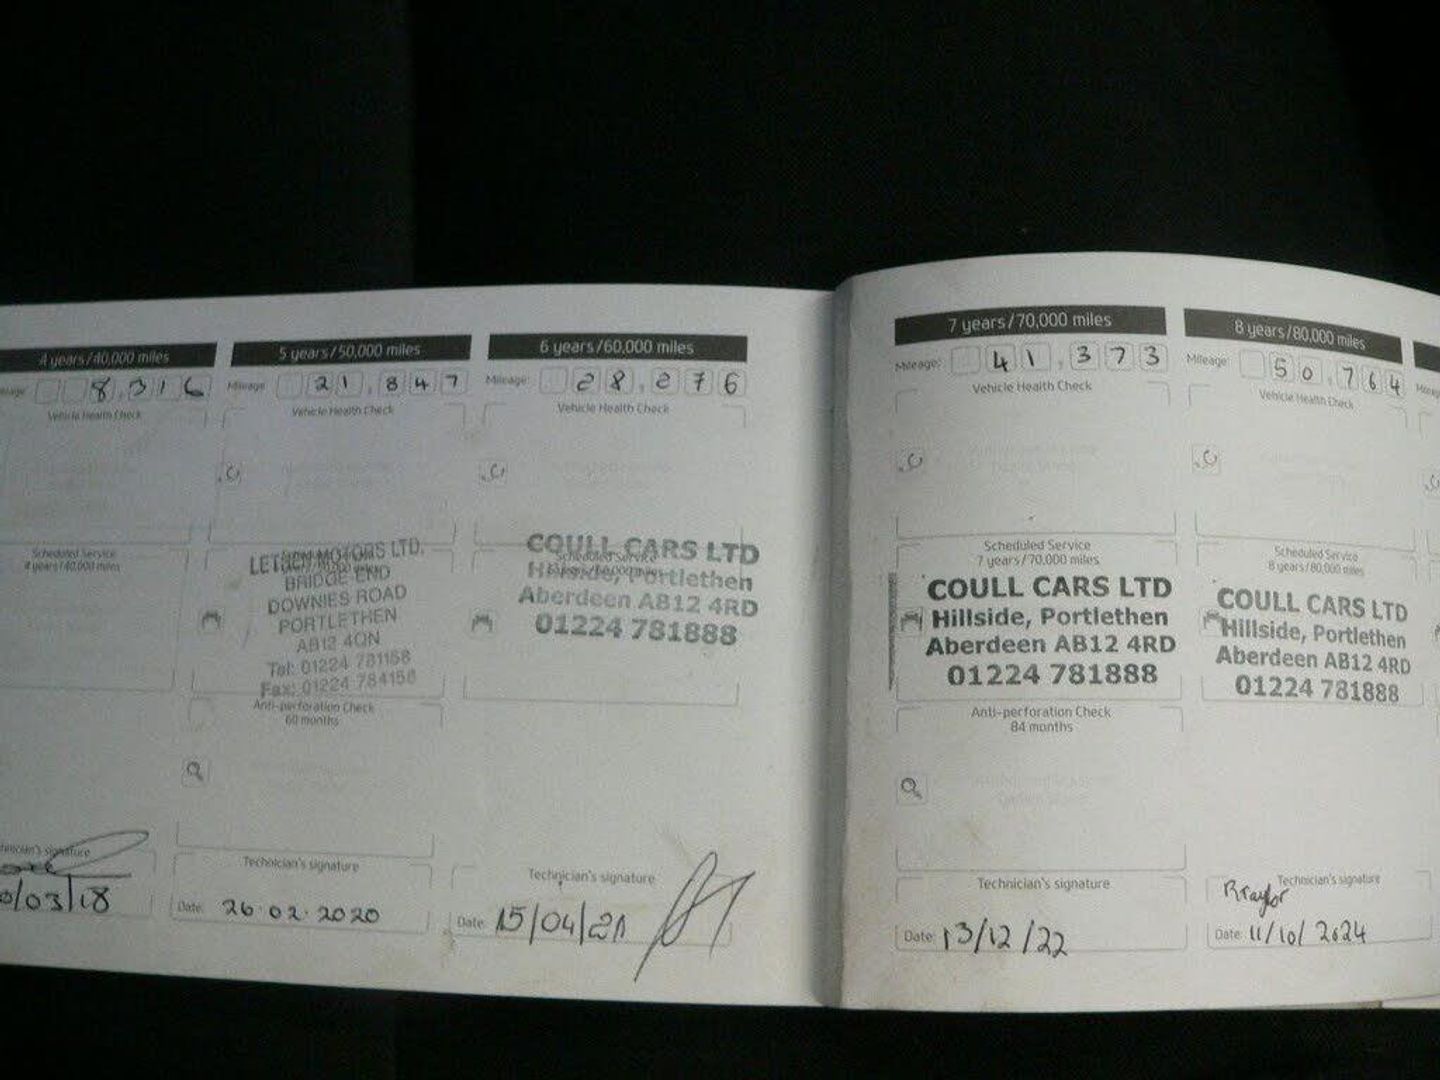 4 years/40,000 miles
8,316
Vehicle Health Check
Scheduled Service
4 years/40,000 miles
/03/18
5 years/50,000 miles
Mileage: 21,847
Vehicle Health Check
LETHEN MOTORS LTD.
BRIDGE END
DOWNIES ROAD
PORTLETHEN
AB12 4QN
Tel: 01224 781158
Fax: 01224 784158
Anti-perforation Check
60 months
Technician's signature
Date: 26·02·2020
6 years/60,000 miles
Mileage: 28,276
Vehicle Health Check
COULL CARS LTD
Scheduled Service
Hillside, Portlethen
Aberdeen AB12 4RD
01224 781888
Technician's signature
Date: 15/04/21
7 years/70,000 miles
Mileage: 41,373
Vehicle Health Check
Scheduled Service
7 years/70,000 miles
COULL CARS LTD
Hillside, Portlethen
Aberdeen AB12 4RD
01224 781888
Anti-perforation Check
84 months
Technician's signature
Date: 13/12/22
8 years/80,000 miles
Mileage: 50,764
Vehicle Health Check
Scheduled Service
8 years/80,000 miles
COULL CARS LTD
Hillside, Portlethen
Aberdeen AB12 4RD
01224 781888
Technician's signature
RTaylor
Date: 11/10/2024